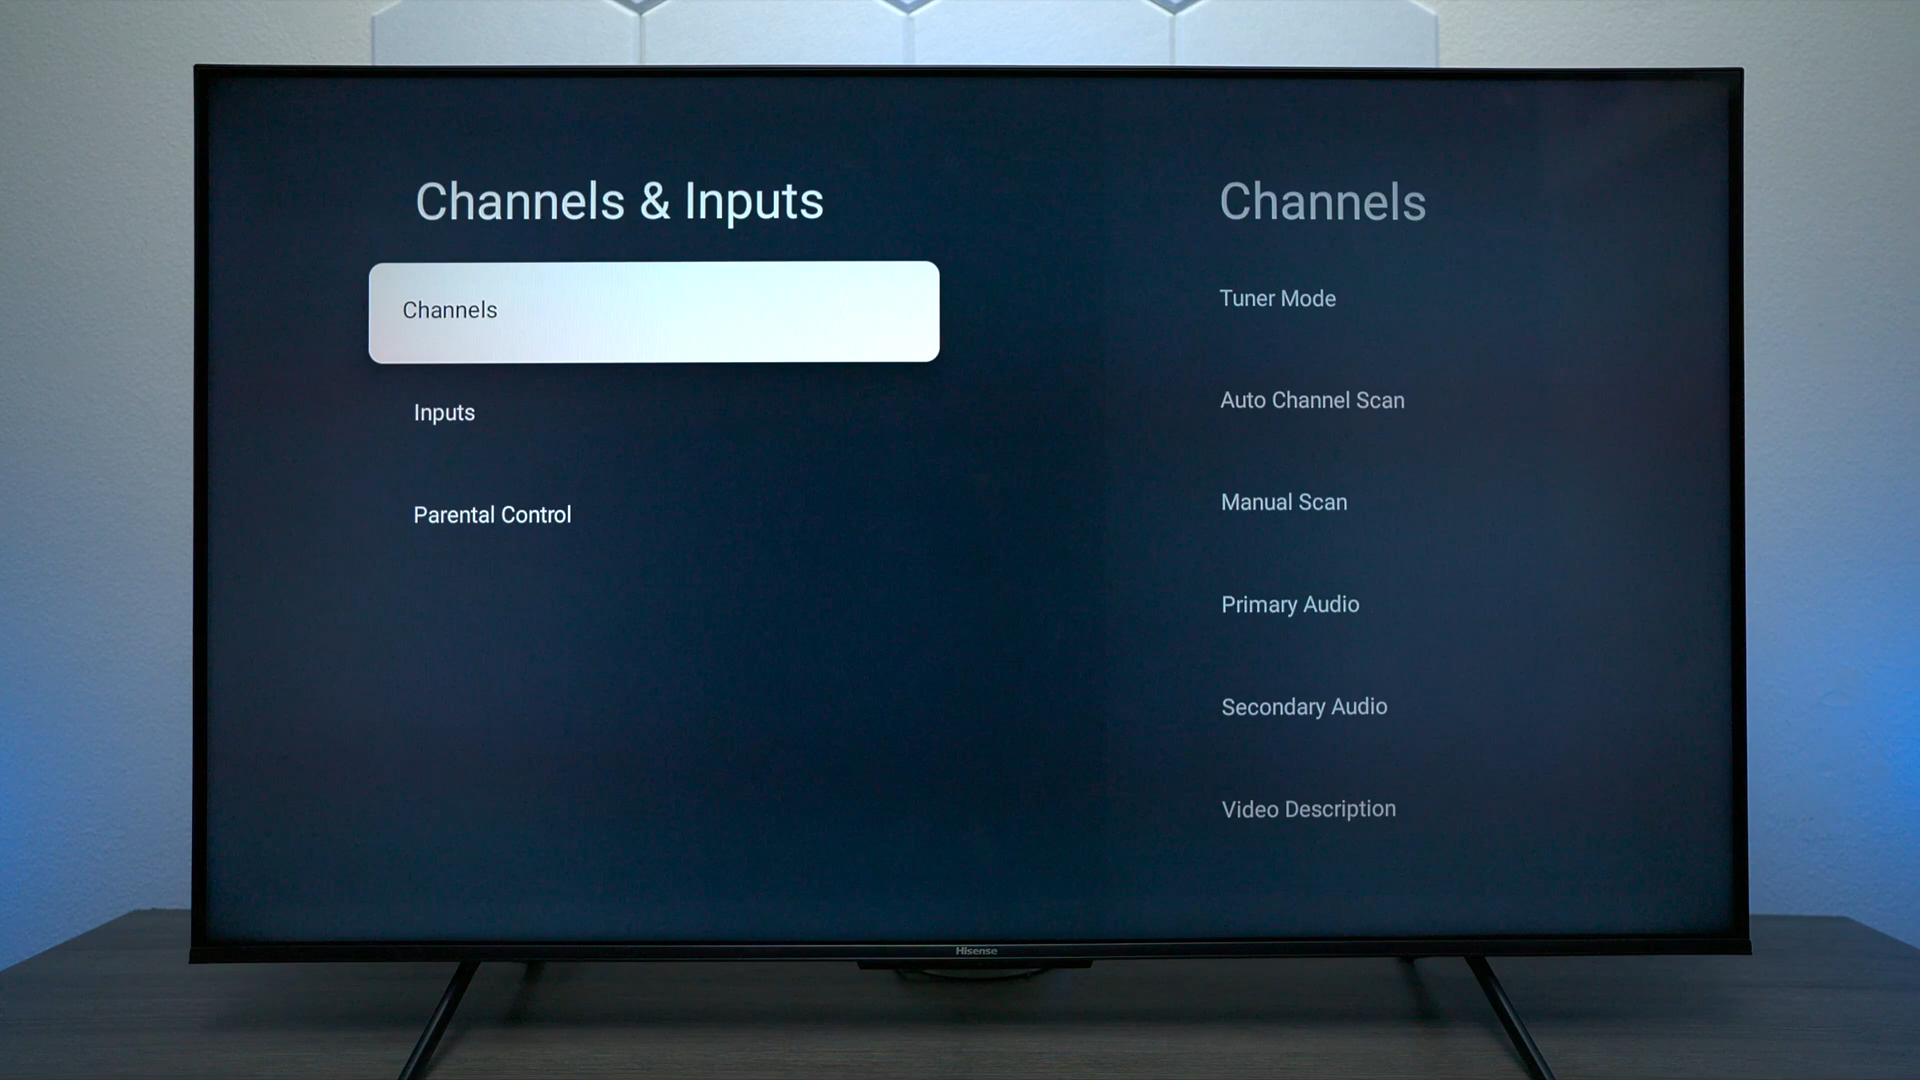 Channels & Inputs
Channels
Inputs
Parental Control
Channels
Tuner Mode
Auto Channel Scan
Manual Scan
Primary Audio
Secondary Audio
Video Description
Hisense